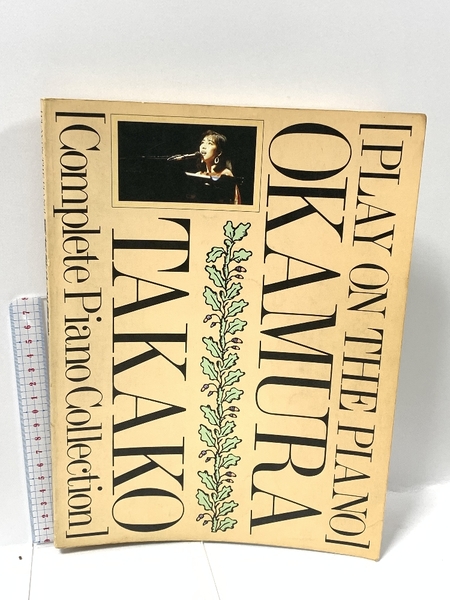 [PLAY ON THE PIANO]
OKAMURA
TAKAKO
[Complete Piano Collection]